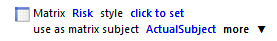 Matrix Risk style click to set
use as matrix subject ActualSubject more ▼